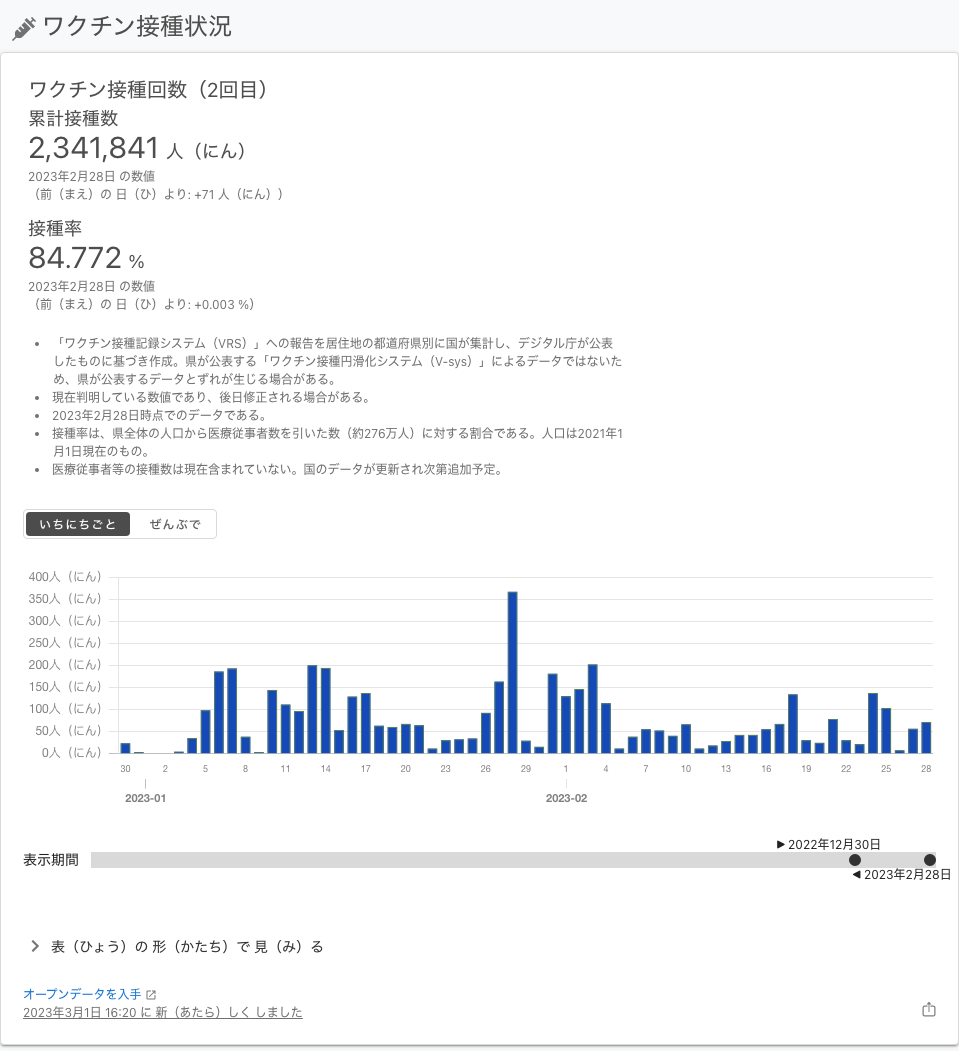 ワクチン接種状況
ワクチン接種回数（2回目）
累計接種数
2,341,841 人（にん）
2023年2月28日 の数値
（前（まえ）の 日（ひ）より: +71 人（にん））
接種率
84.772 %
2023年2月28日 の数値
（前（まえ）の 日（ひ）より: +0.003 %）
• 「ワクチン接種記録システム（VRS）」への報告を居住地の都道府県別に国が集計し、デジタル庁が公表
したものに基づき作成。県が公表する「ワクチン接種円滑化システム（V-sys）」によるデータではないた
め、県が公表するデータとずれが生じる場合がある。
• 現在判明している数値であり、後日修正される場合がある。
• 2023年2月28日時点でのデータである。
• 接種率は、県全体の人口から医療従事者数を引いた数（約276万人）に対する割合である。人口は2021年1
月1日現在のもの。
• 医療従事者等の接種数は現在含まれていない。国のデータが更新され次第追加予定。
いちにちごと ぜんぶで
400人（にん）
350人（にん）
300人（にん）
250人（にん）
200人（にん）
150人（にん）
100人（にん）
50人（にん）
0人（にん）
30 2 5 8 11 14 17 20 23 26 29 1 4 7 10 13 16 19 22 25 28
2023-01 2023-02
▶ 2022年12月30日
表示期間
◀ 2023年2月28日
表（ひょう）の 形（かたち）で 見（み）る
オープンデータを入手
2023年3月1日 16:20 に 新（あたら）しく しました